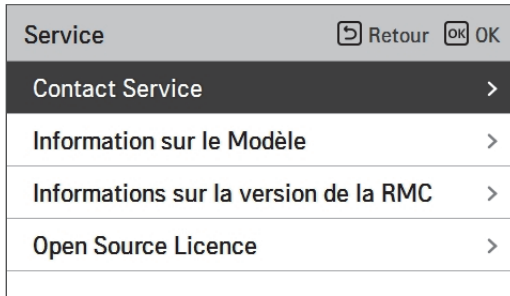 Service Retour OK OK
Contact Service >
Information sur le Modèle >
Informations sur la version de la RMC >
Open Source Licence >